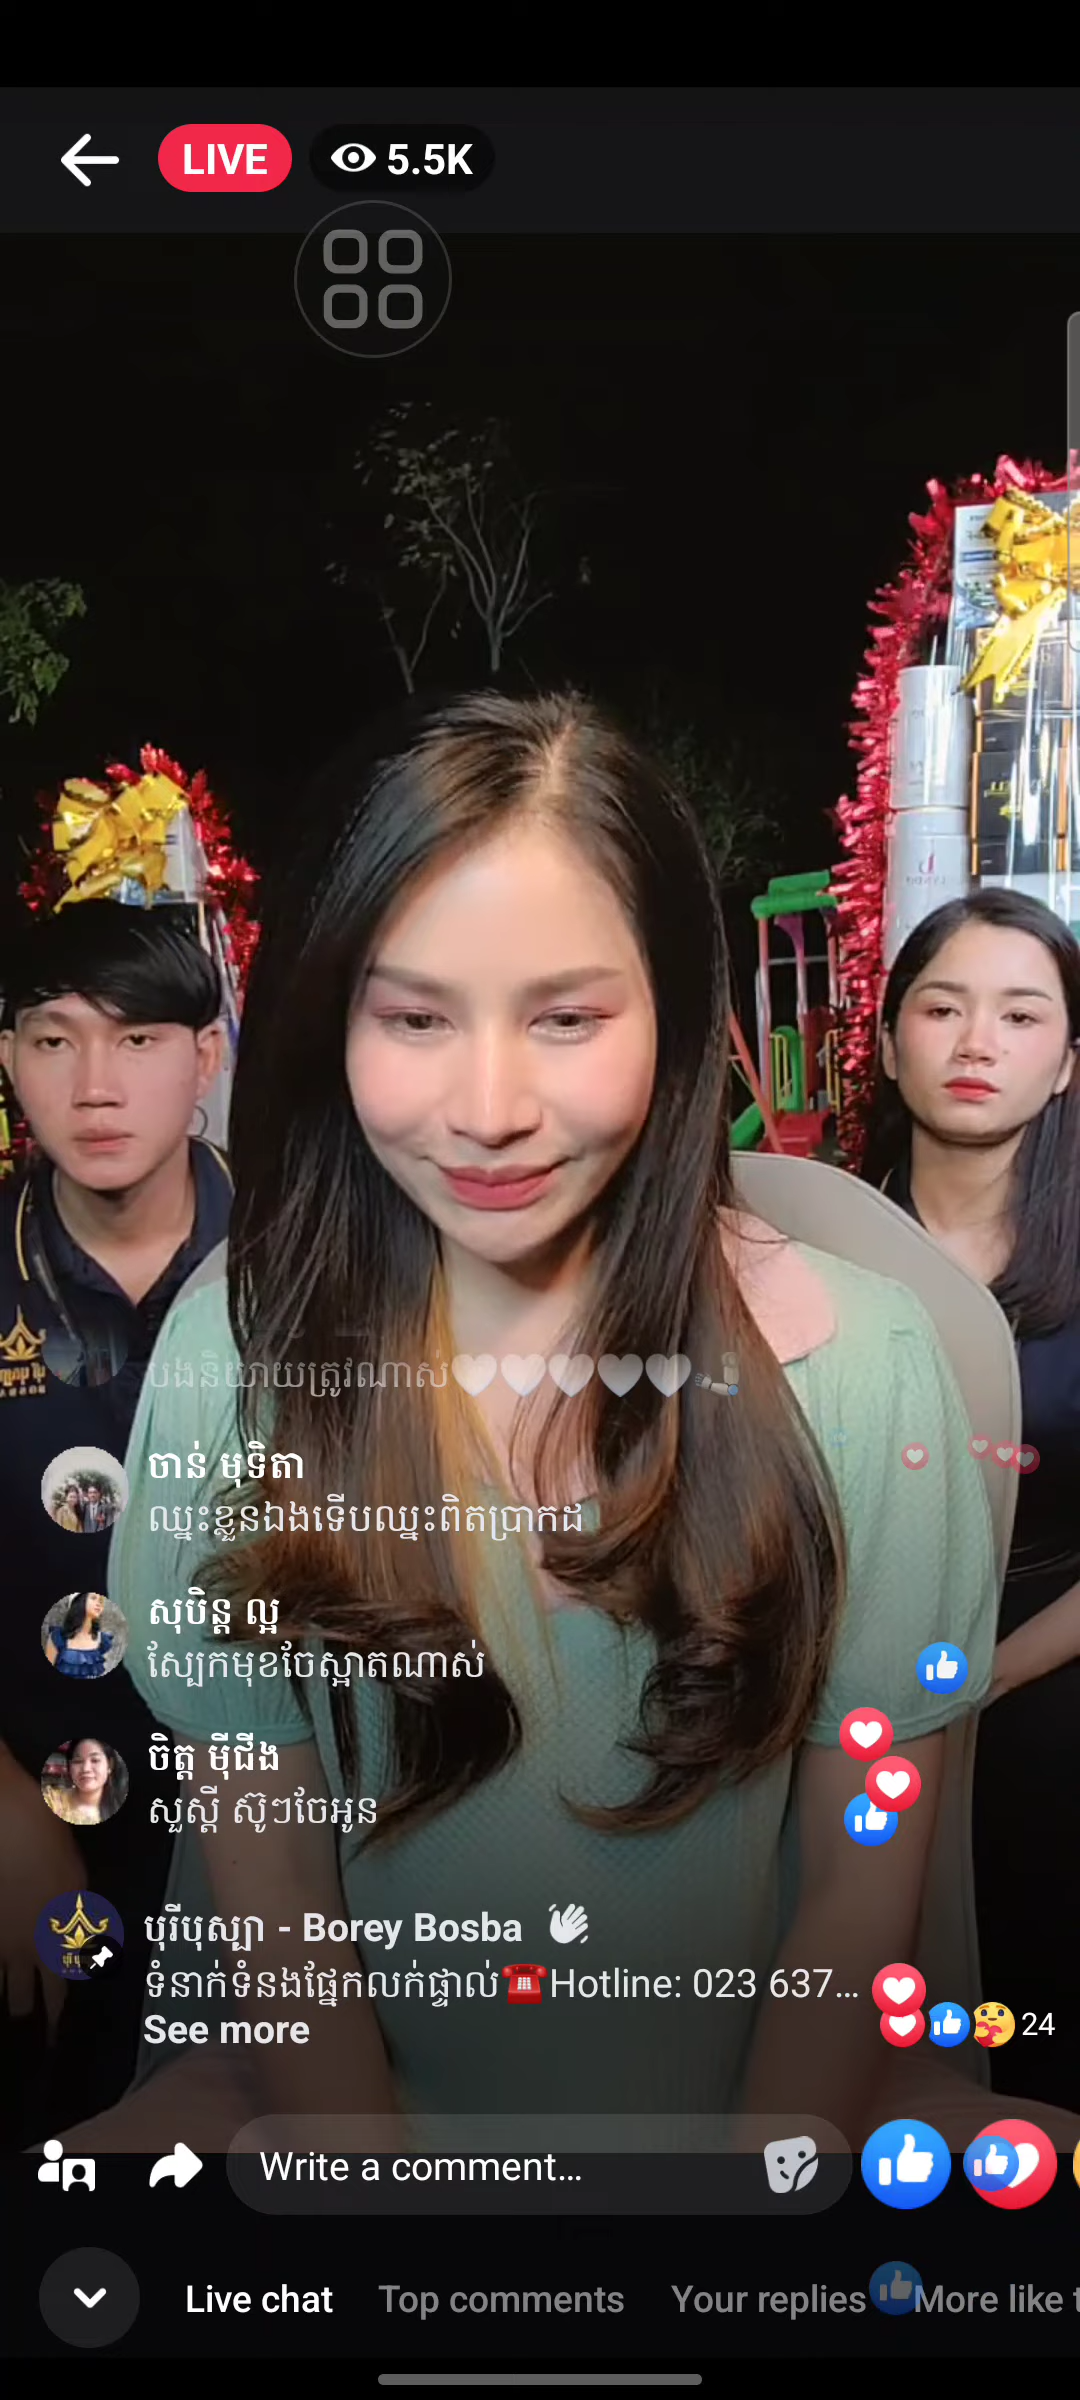 LIVE
5.5K
បងនិយាយត្រូវណាស់🤍🤍🤍🤍🤍
ចាន់ មុទិតា
ឈ្នះខ្លួនឯងទើបឈ្នះពិតប្រាកដ
សុបិន្ត ល្អ
ស្បែកមុខចែស្អាតណាស់
ចិត្ត ម៉ីជីង
សួស្តី ស៊ូៗចែអូន
បុរីបុស្បា - Borey Bosba 👋
ទំនាក់ទំនងផ្នែកលក់ផ្ទាល់☎️Hotline: 023 637...
See more
24
Write a comment...
Live chat
Top comments
Your replies
More like t